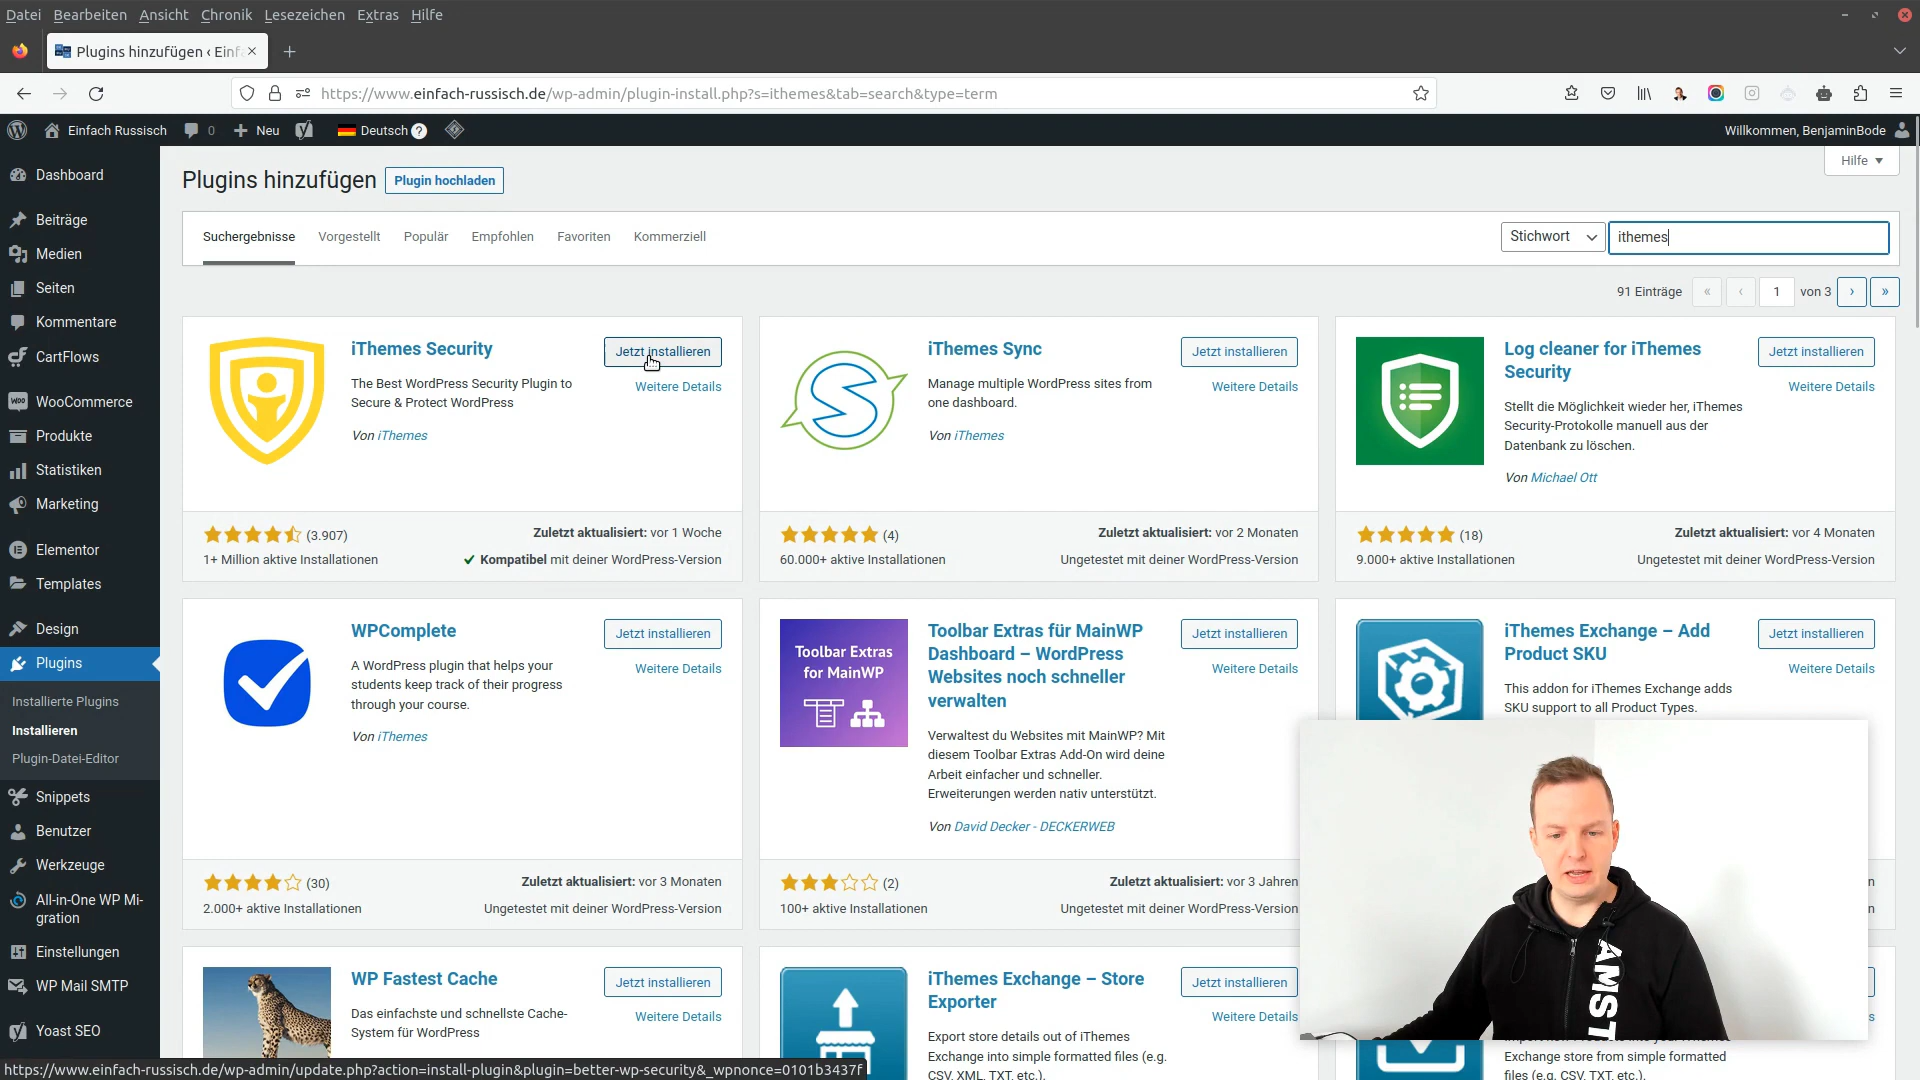 Datei Bearbeiten Ansicht Chronik Lesezeichen Extras Hilfe
Plugins hinzufügen ‹ Einf
https://www.einfach-russisch.de/wp-admin/plugin-install.php?s=ithemes&tab=search&type=term
Einfach Russisch 0 Neu Deutsch ? Willkommen, BenjaminBode
Dashboard
Beiträge
Medien
Seiten
Kommentare
CartFlows
WooCommerce
Produkte
Statistiken
Marketing
Elementor
Templates
Design
Plugins
Installierte Plugins
Installieren
Plugin-Datei-Editor
Snippets
Benutzer
Werkzeuge
All-in-One WP Mi-
gration
Einstellungen
WP Mail SMTP
Yoast SEO
Hilfe
Plugins hinzufügen Plugin hochladen
Suchergebnisse Vorgestellt Populär Empfohlen Favoriten Kommerziell
Stichwort ithemes
91 Einträge « ‹ 1 von 3 › »
iThemes Security
Jetzt installieren
Weitere Details
The Best WordPress Security Plugin to
Secure & Protect WordPress
Von iThemes
(3.907)
1+ Million aktive Installationen
Zuletzt aktualisiert: vor 1 Woche
Kompatibel mit deiner WordPress-Version
iThemes Sync
Jetzt installieren
Weitere Details
Manage multiple WordPress sites from
one dashboard.
Von iThemes
(4)
60.000+ aktive Installationen
Zuletzt aktualisiert: vor 2 Monaten
Ungetestet mit deiner WordPress-Version
Log cleaner for iThemes
Security
Jetzt installieren
Weitere Details
Stellt die Möglichkeit wieder her, iThemes
Security-Protokolle manuell aus der
Datenbank zu löschen.
Von Michael Ott
(18)
9.000+ aktive Installationen
Zuletzt aktualisiert: vor 4 Monaten
Ungetestet mit deiner WordPress-Version
WPComplete
Jetzt installieren
Weitere Details
A WordPress plugin that helps your
students keep track of their progress
through your course.
Von iThemes
(30)
2.000+ aktive Installationen
Zuletzt aktualisiert: vor 3 Monaten
Ungetestet mit deiner WordPress-Version
Toolbar Extras
for MainWP
Toolbar Extras für MainWP
Dashboard – WordPress
Websites noch schneller
verwalten
Jetzt installieren
Weitere Details
Verwaltest du Websites mit MainWP? Mit
diesem Toolbar Extras Add-On wird deine
Arbeit einfacher und schneller.
Erweiterungen werden nativ unterstützt.
Von David Decker - DECKERWEB
(2)
100+ aktive Installationen
Zuletzt aktualisiert: vor 3 Jahren
Ungetestet mit deiner WordPress-Version
iThemes Exchange – Add
Product SKU
Jetzt installieren
Weitere Details
This addon for iThemes Exchange adds
SKU support to all Product Types.
WP Fastest Cache
Jetzt installieren
Weitere Details
Das einfachste und schnellste Cache-
System für WordPress
iThemes Exchange – Store
Exporter
Jetzt installieren
Weitere Details
Export store details out of iThemes
Exchange into simple formatted files (e.g.
CSV, XML, TXT, etc.).
Exchange store from simple formatted
files (e.g. CSV, TXT, etc.).
AMST
https://www.einfach-russisch.de/wp-admin/update.php?action=install-plugin&plugin=better-wp-security&_wpnonce=0101b3437f